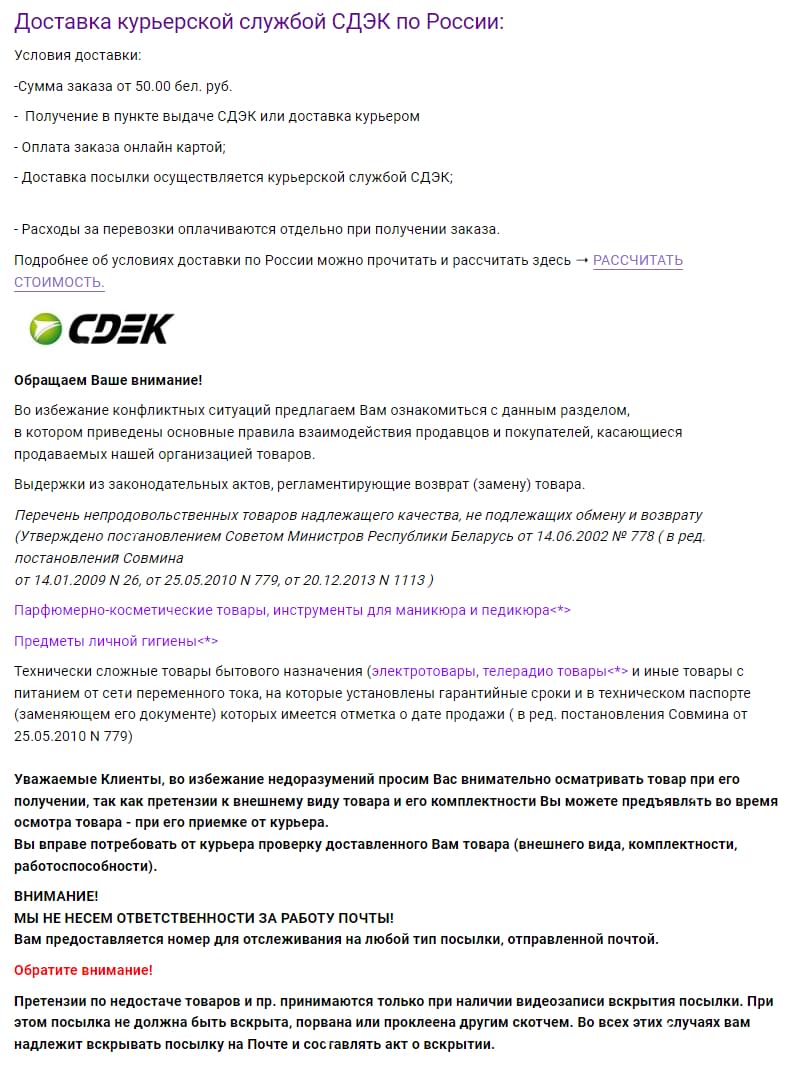 Доставка курьерской службой СДЭК по России:
Условия доставки:
-Сумма заказа от 50.00 бел. руб.
- Получение в пункте выдаче СДЭК или доставка курьером
- Оплата заказа онлайн картой;
- Доставка посылки осуществляется курьерской службой СДЭК;
- Расходы за перевозки оплачиваются отдельно при получении заказа.
Подробнее об условиях доставки по России можно прочитать и рассчитать здесь → РАССЧИТАТЬ
СТОИМОСТЬ.
CDEK
Обращаем Ваше внимание!
Во избежание конфликтных ситуаций предлагаем Вам ознакомиться с данным разделом,
в котором приведены основные правила взаимодействия продавцов и покупателей, касающиеся
продаваемых нашей организацией товаров.
Выдержки из законодательных актов, регламентирующие возврат (замену) товара.
Перечень непродовольственных товаров надлежащего качества, не подлежащих обмену и возврату
(Утверждено постановлением Советом Министров Республики Беларусь от 14.06.2002 № 778 ( в ред.
постановлений Совмина
от 14.01.2009 N 26, от 25.05.2010 N 779, от 20.12.2013 N 1113 )
Парфюмерно-косметические товары, инструменты для маникюра и педикюра<*>
Предметы личной гигиены<*>
Технически сложные товары бытового назначения (электротовары, телерадио товары<*> и иные товары с
питанием от сети переменного тока, на которые установлены гарантийные сроки и в техническом паспорте
(заменяющем его документе) которых имеется отметка о дате продажи ( в ред. постановления Совмина от
25.05.2010 N 779)
Уважаемые Клиенты, во избежание недоразумений просим Вас внимательно осматривать товар при его
получении, так как претензии к внешнему виду товара и его комплектности Вы можете предъявлять во время
осмотра товара - при его приемке от курьера.
Вы вправе потребовать от курьера проверку доставленного Вам товара (внешнего вида, комплектности,
работоспособности).
ВНИМАНИЕ!
МЫ НЕ НЕСЕМ ОТВЕТСТВЕННОСТИ ЗА РАБОТУ ПОЧТЫ!
Вам предоставляется номер для отслеживания на любой тип посылки, отправленной почтой.
Обратите внимание!
Претензии по недостаче товаров и пр. принимаются только при наличии видеозаписи вскрытия посылки. При
этом посылка не должна быть вскрыта, порвана или проклеена другим скотчем. Во всех этих случаях вам
надлежит вскрывать посылку на Почте и составлять акт о вскрытии.